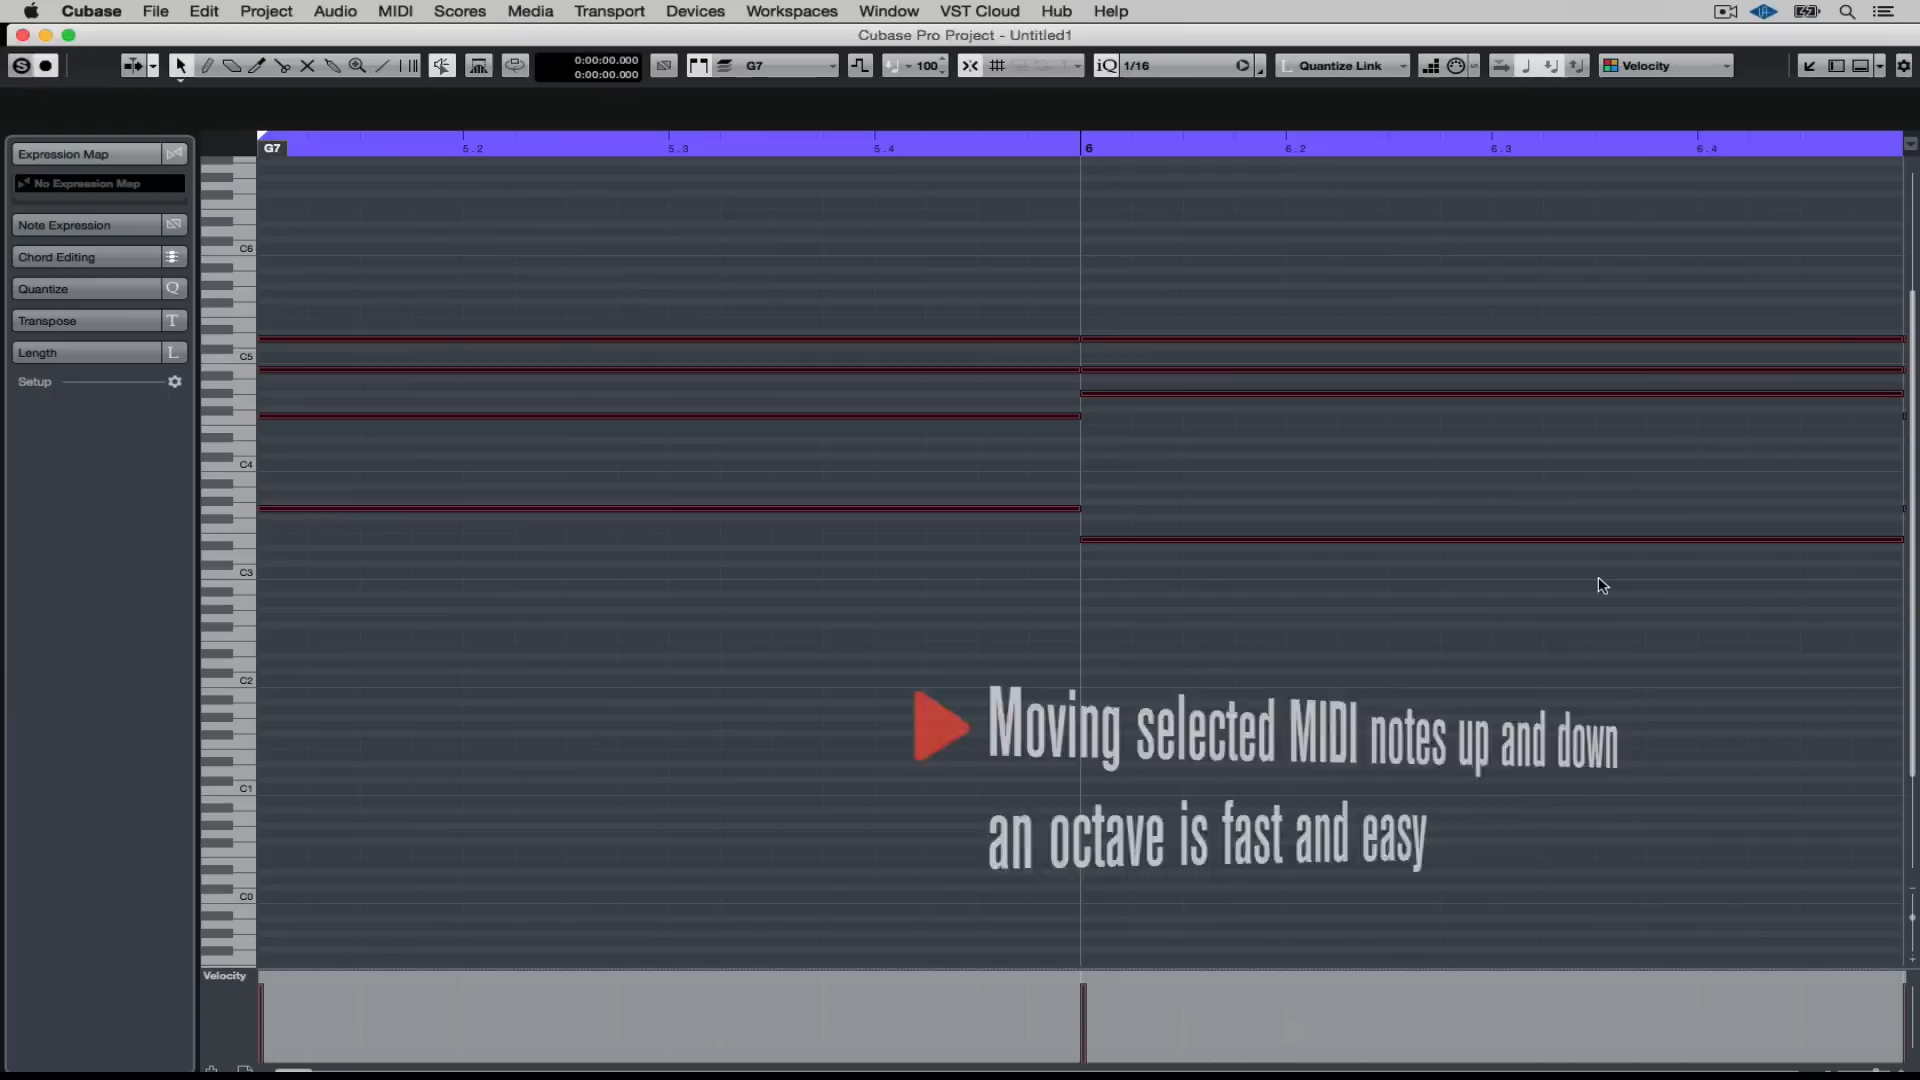 Cubase File Edit Project Audio MIDI Scores Media Transport Devices Workspaces Window VST Cloud Hub Help
Cubase Pro Project - Untitled1
0:00:00.000
0:00:00.000
G7
100
iQ 1/16
Quantize Link
Velocity
G7 5.2 5.3 5.4 6 6.2 6.3 6.4
Expression Map
No Expression Map
Note Expression
Chord Editing
Quantize Q
Transpose T
Length L
Setup
C6
C5
C4
C3
C2
C1
C0
Moving selected MIDI notes up and down
an octave is fast and easy
Velocity